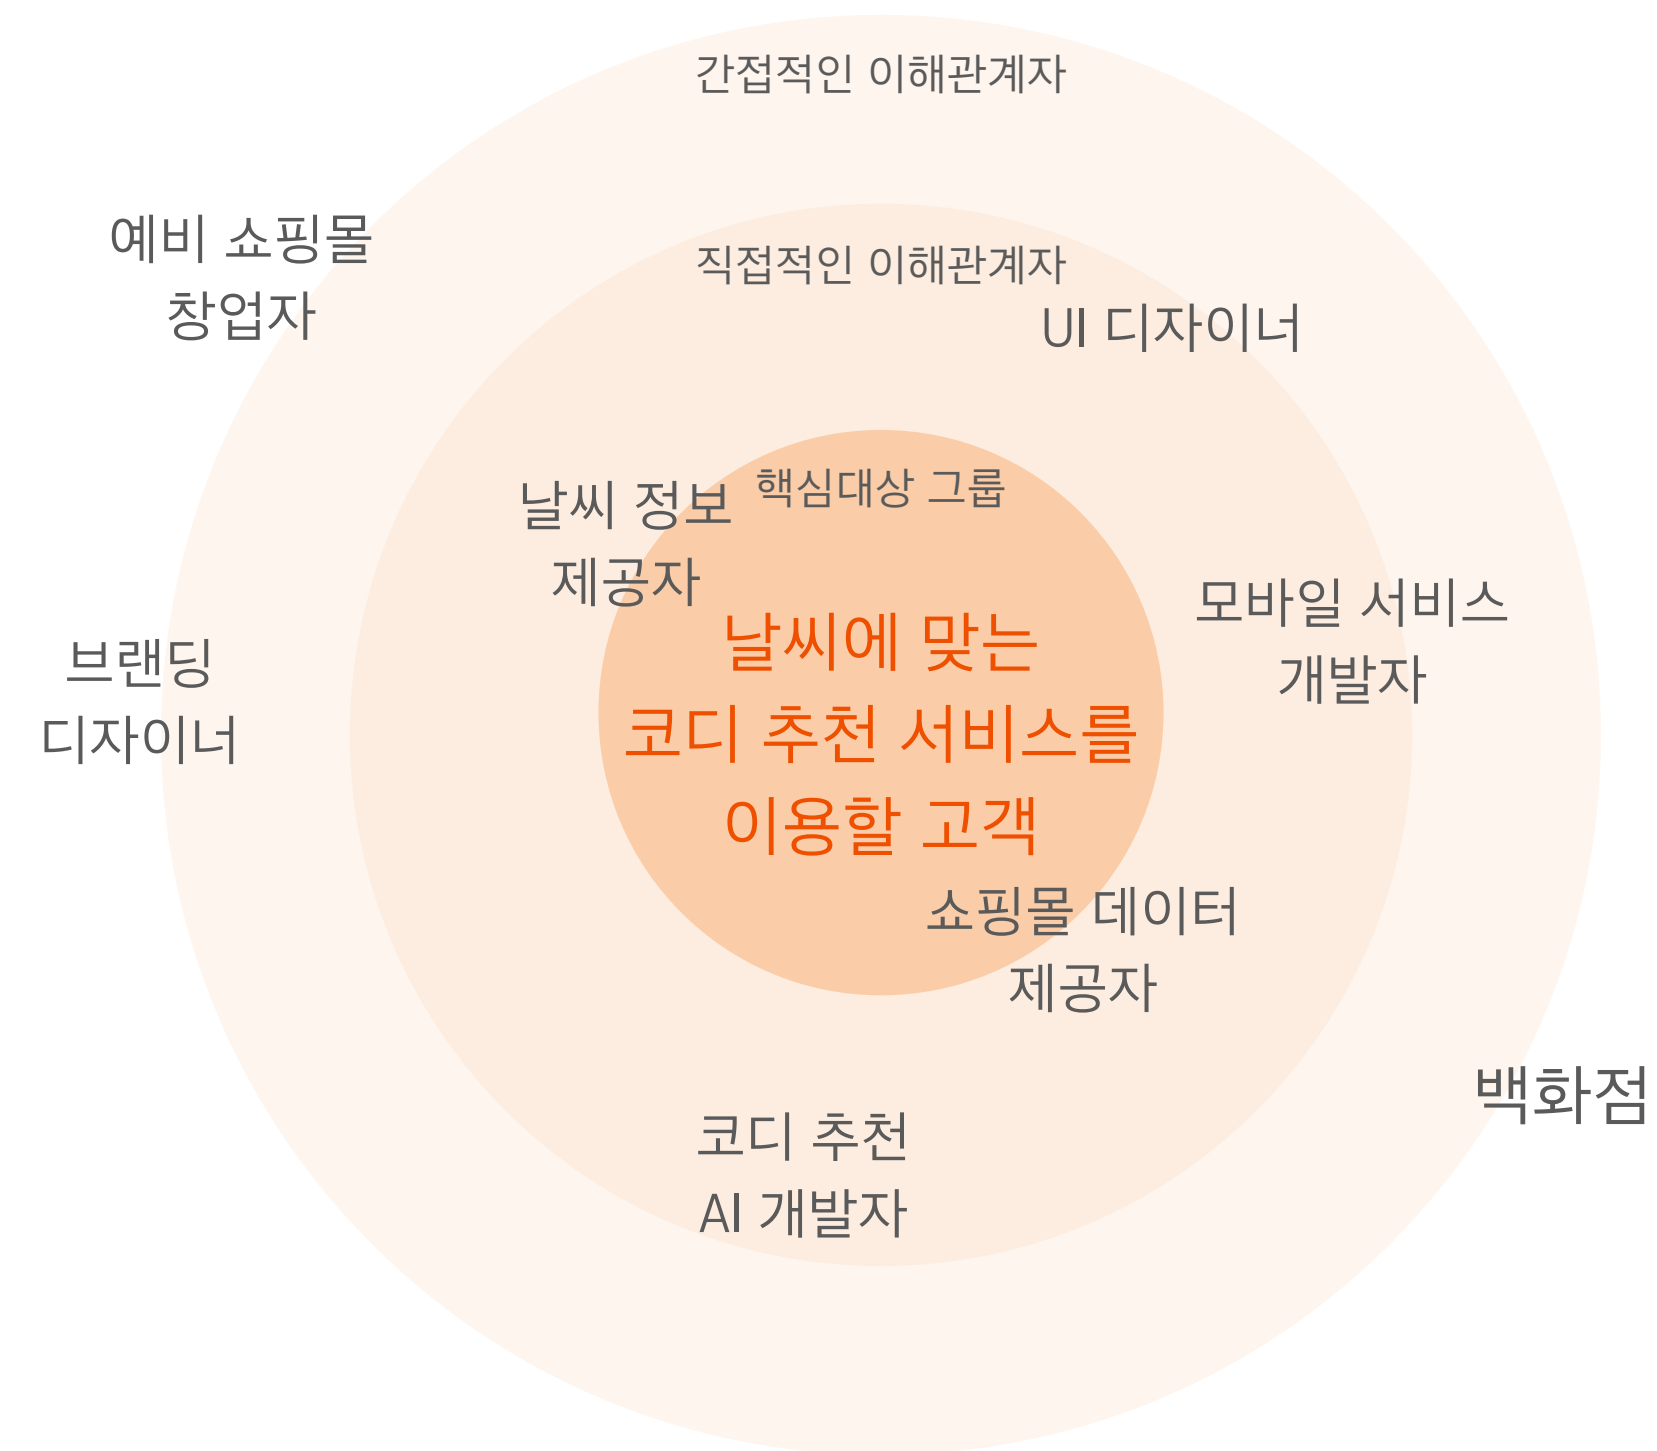 간접적인 이해관계자
예비 쇼핑몰
창업자
직접적인 이해관계자
UI 디자이너
핵심대상 그룹
날씨 정보
제공자
날씨에 맞는
코디 추천 서비스를
이용할 고객
모바일 서비스
개발자
브랜딩
디자이너
쇼핑몰 데이터
제공자
백화점
코디 추천
AI 개발자